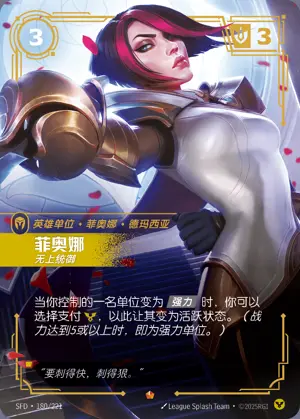 3
3
英雄单位・菲奥娜・德玛西亚
菲奥娜
无上统御
当你控制的一名单位变为 强力 时，你可以
选择支付 ，以此让其变为活跃状态。（战
力达到5或以上时，即为强力单位。）
"要刺得快，刺得狠。"
SFD • 180/221
League Splash Team • ©2025RGI